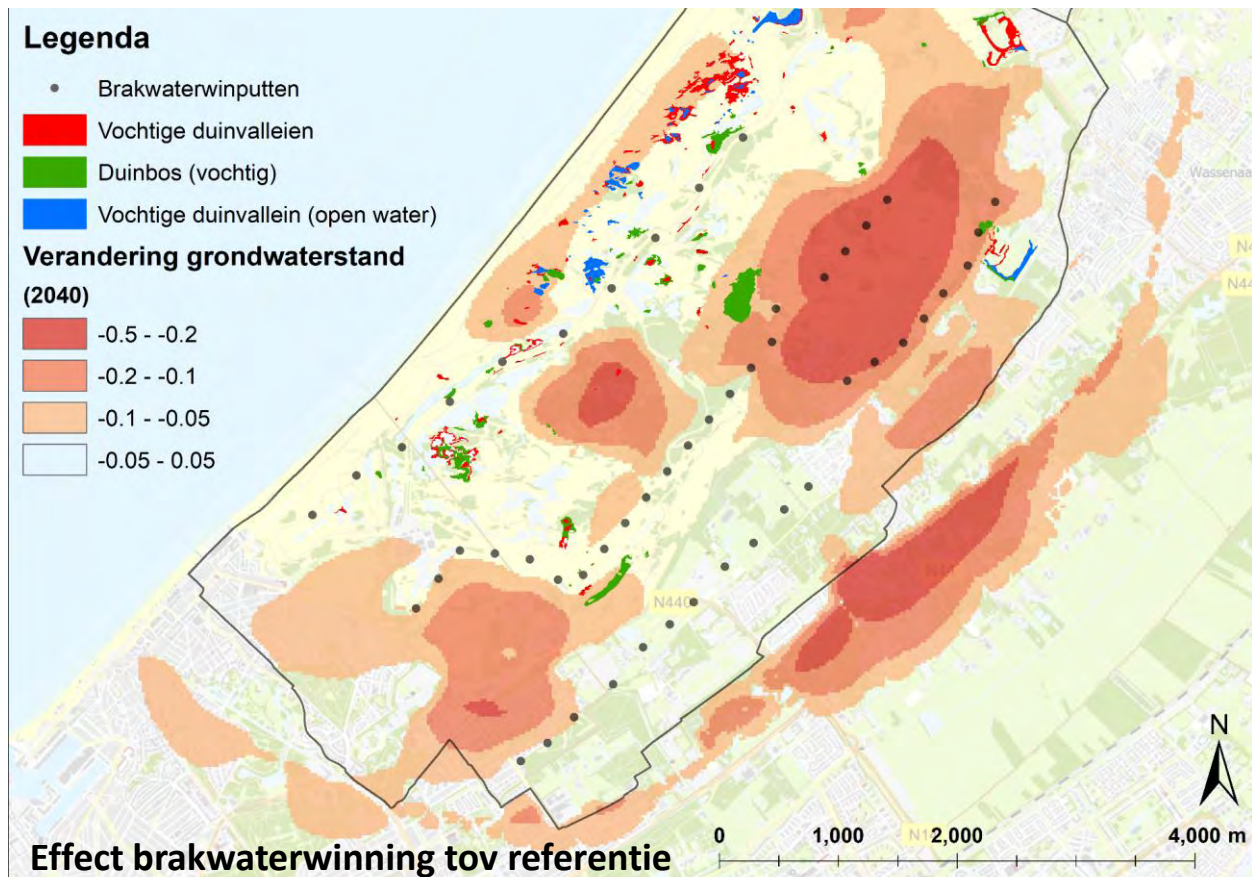 Legenda
Brakwaterwinputten
Vochtige duinvalleien
Duinbos (vochtig)
Vochtige duinvallein (open water)
Verandering grondwaterstand
(2040)
-0.5 - -0.2
-0.2 - -0.1
-0.1 - -0.05
-0.05 - 0.05
Wassenaa
N4
N44
N440
N
0 1,000 2,000 4,000 m
Effect brakwaterwinning tov referentie